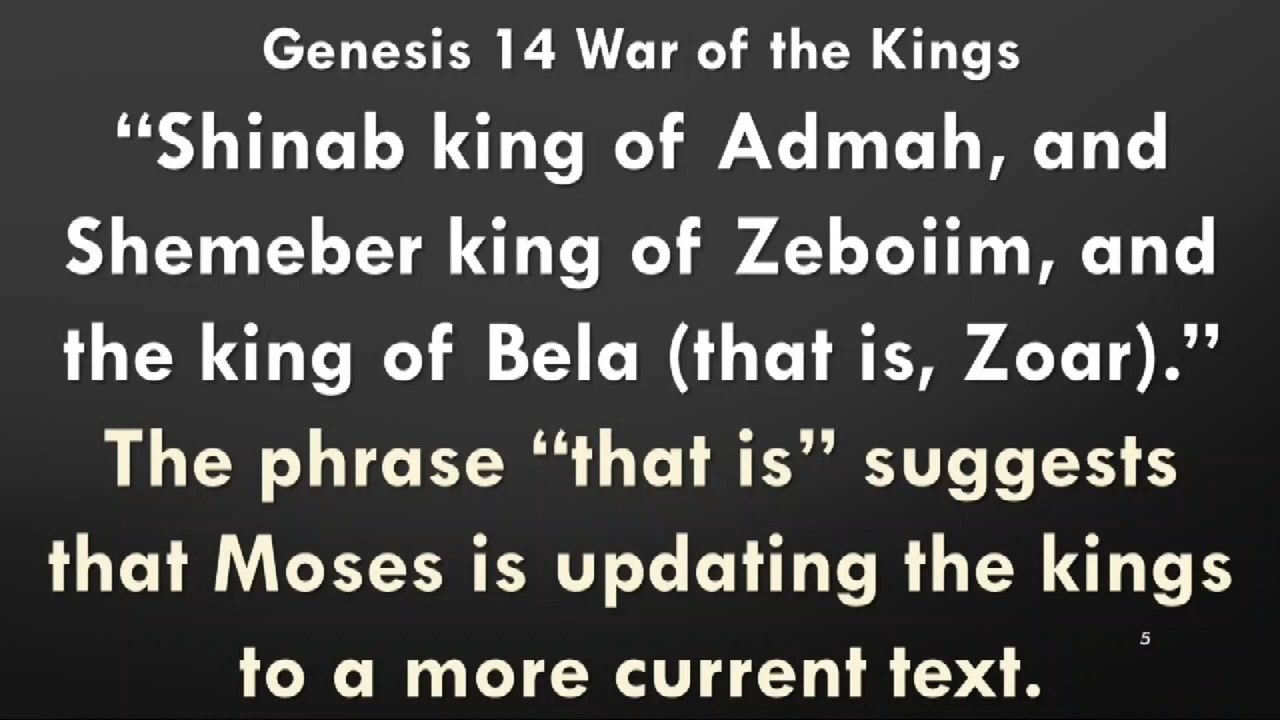 Genesis 14 War of the Kings
“Shinab king of Admah, and
Shemeber king of Zeboiim, and
the king of Bela (that is, Zoar).”
The phrase “that is” suggests
that Moses is updating the kings
to a more current text.
5